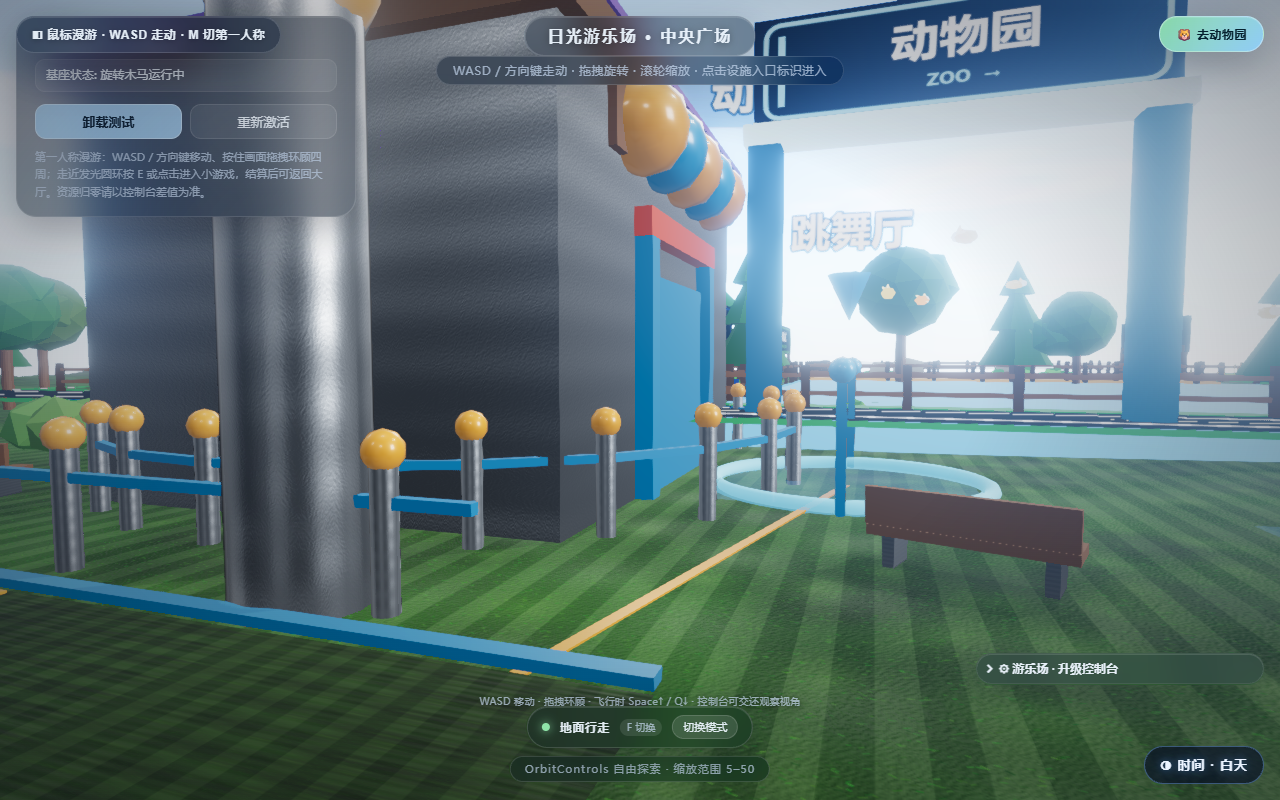 鼠标漫游 · WASD 走动 · M 切第一人称
基座状态: 旋转木马运行中
卸载测试
重新激活
第一人称漫游：WASD / 方向键移动、按住画面拖拽环顾四
周；走近发光圆环按 E 或点击进入小游戏，结算后可返回大
厅。资源归零请以控制台差值为准。
日光游乐场 • 中央广场
WASD / 方向键走动 · 拖拽旋转 · 滚轮缩放 · 点击设施入口标识进入
去动物园
动物园
ZOO →
动
跳舞厅
游乐场 · 升级控制台
WASD 移动 · 拖拽环顾 · 飞行时 Space↑ / Q↓ · 控制台可交还观察视角
地面行走
F 切换
切换模式
OrbitControls 自由探索 · 缩放范围 5–50
时间 · 白天